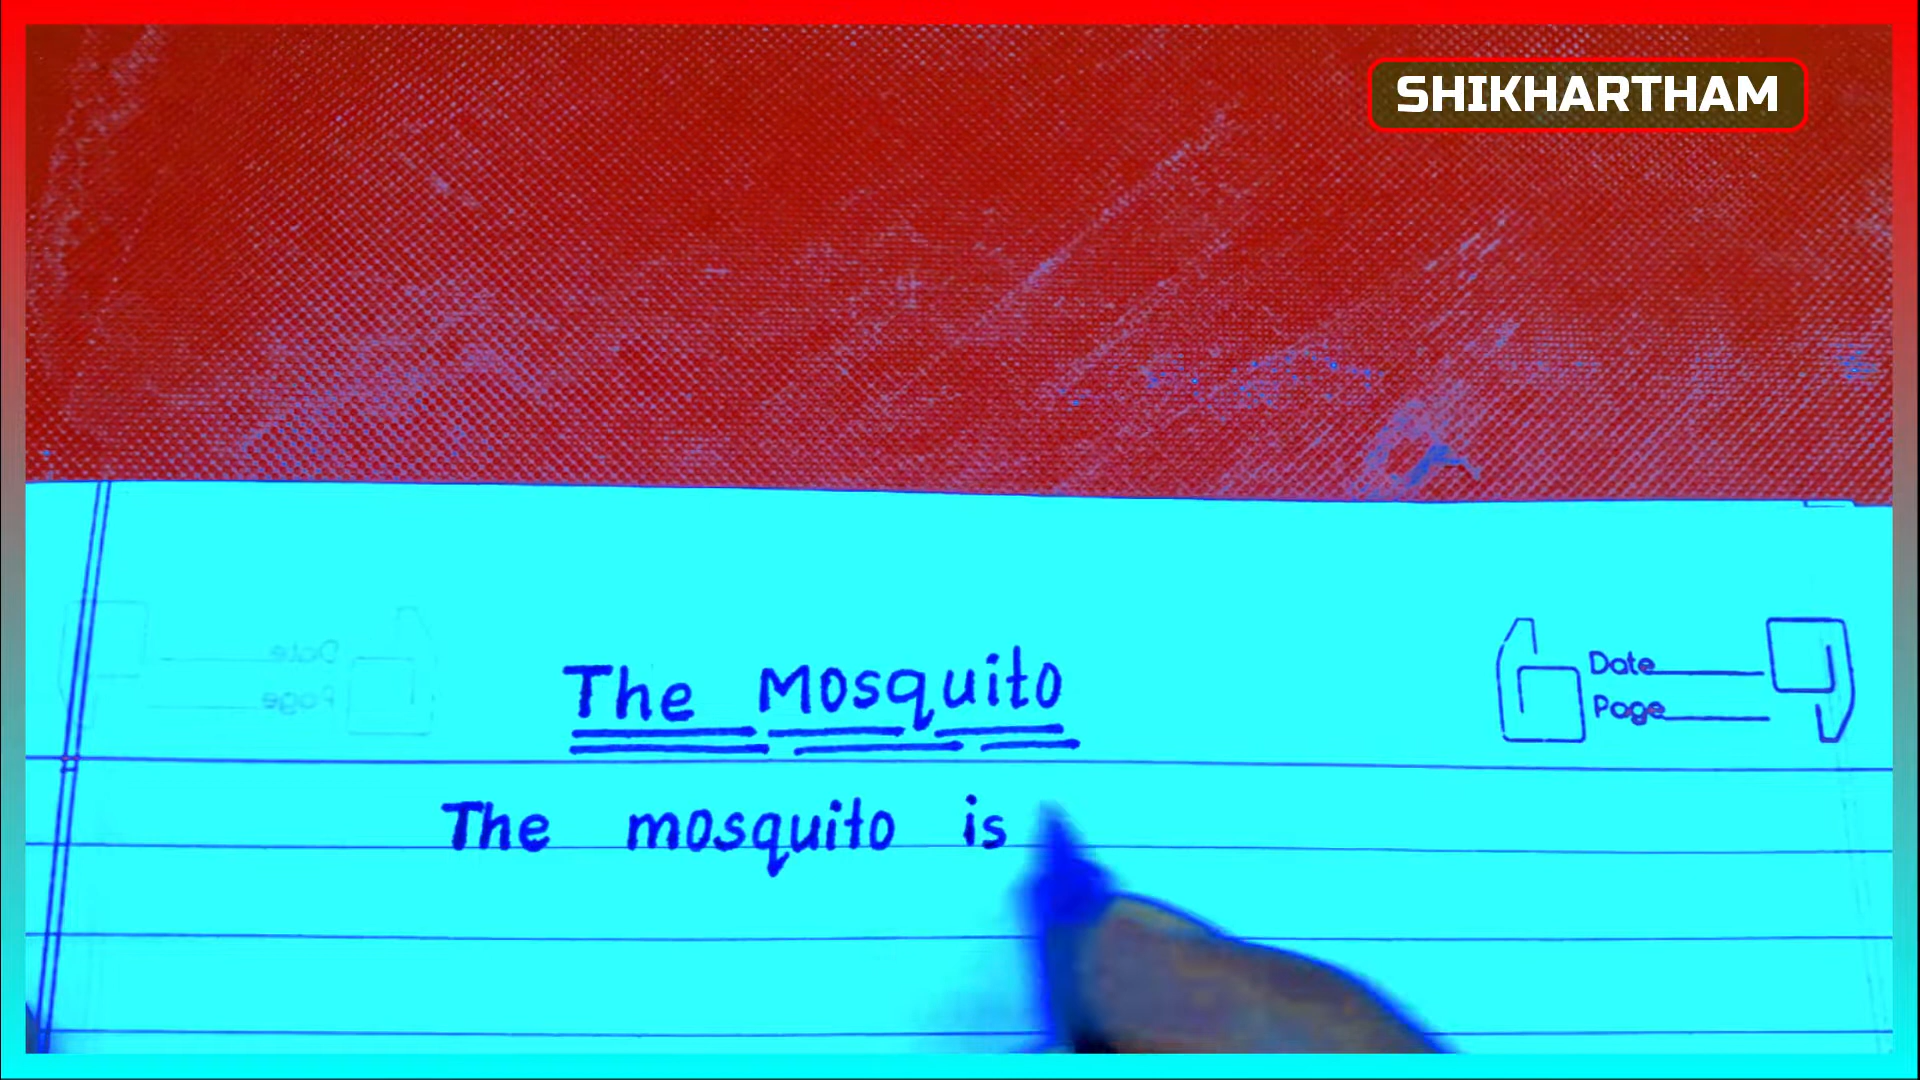 SHIKHARTHAM
The Mosquito
Date
Page
The mosquito is